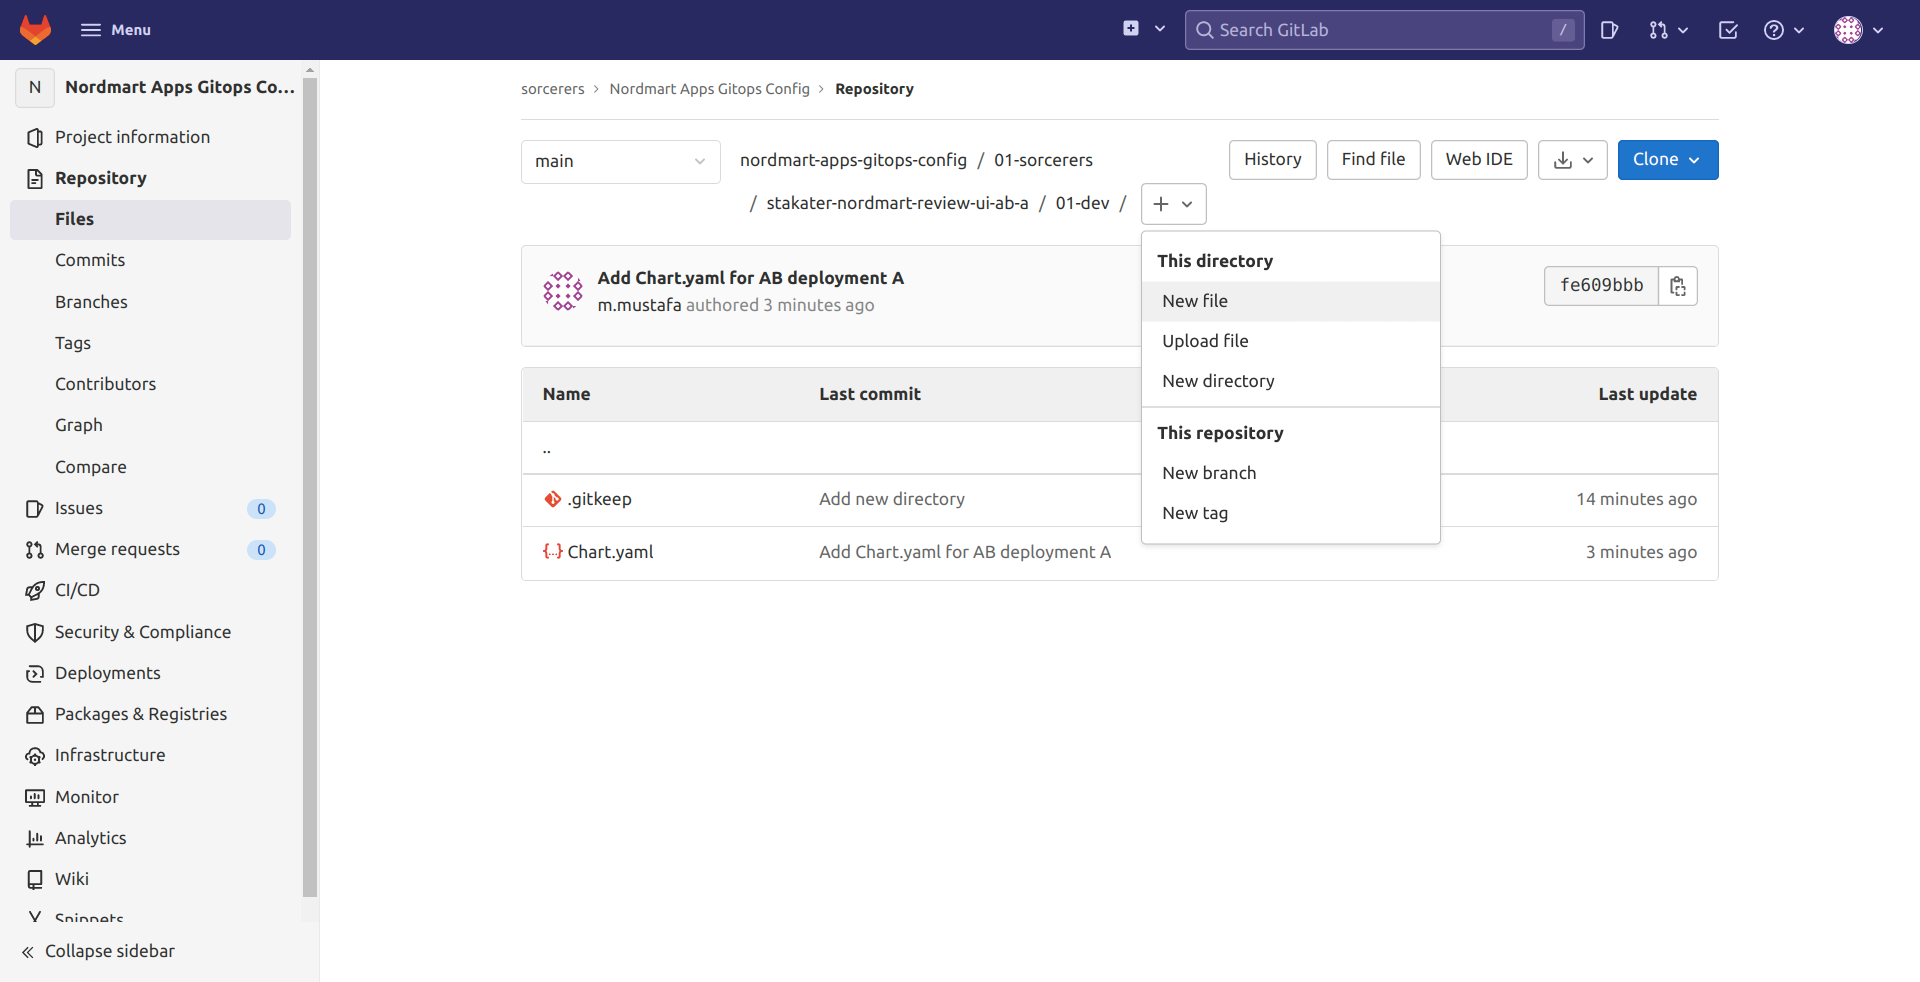 Menu
Search GitLab
/
N
Nordmart Apps Gitops Co...
Project information
Repository
Files
Commits
Branches
Tags
Contributors
Graph
Compare
Issues 0
Merge requests 0
CI/CD
Security & Compliance
Deployments
Packages & Registries
Infrastructure
Monitor
Analytics
Wiki
Snippets
Collapse sidebar
sorcerers > Nordmart Apps Gitops Config > Repository
main
nordmart-apps-gitops-config / 01-sorcerers
/ stakater-nordmart-review-ui-ab-a / 01-dev /
History
Find file
Web IDE
Clone
Add Chart.yaml for AB deployment A
m.mustafa authored 3 minutes ago
fe609bbb
This directory
New file
Upload file
New directory
This repository
New branch
New tag
Name Last commit Last update
..
.gitkeep Add new directory 14 minutes ago
Chart.yaml Add Chart.yaml for AB deployment A 3 minutes ago